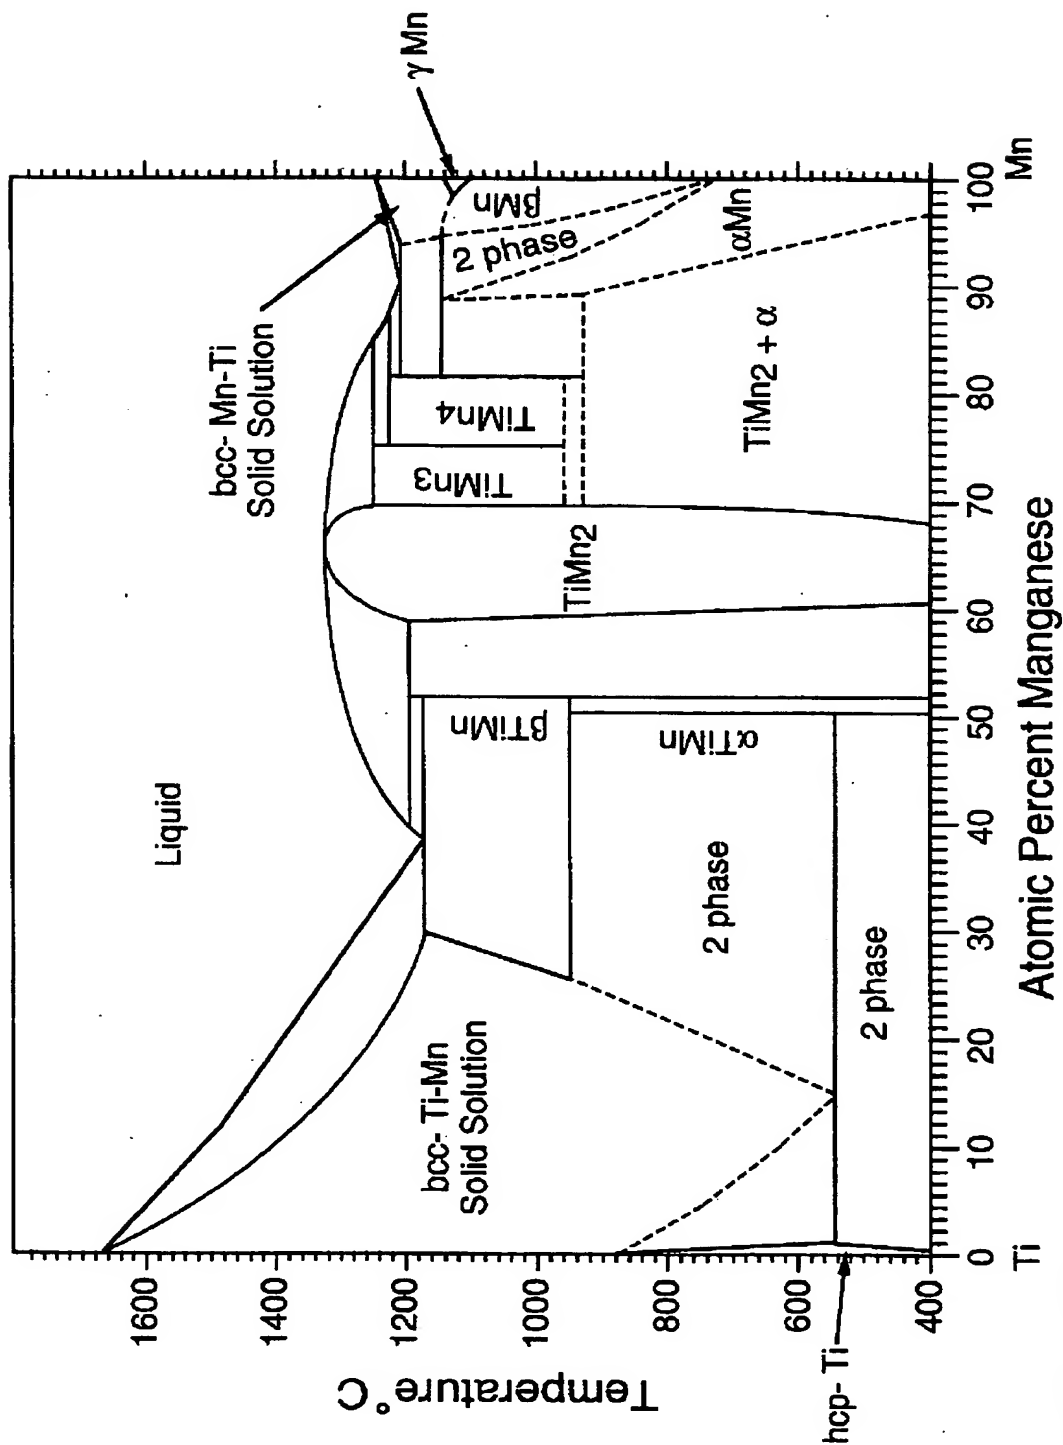 Temperature °C
1600
1400
1200
1000
800
600
400
Liquid
bcc- Mn-Ti
Solid Solution
γ Mn
βMn
2 phase
αMn
TiMn4
TiMn3
TiMn2
TiMn2 + α
βTiMn
αTiMn
bcc- Ti-Mn
Solid Solution
2 phase
2 phase
hcp- Ti
0
10
20
30
40
50
60
70
80
90
100
Ti
Mn
Atomic Percent Manganese